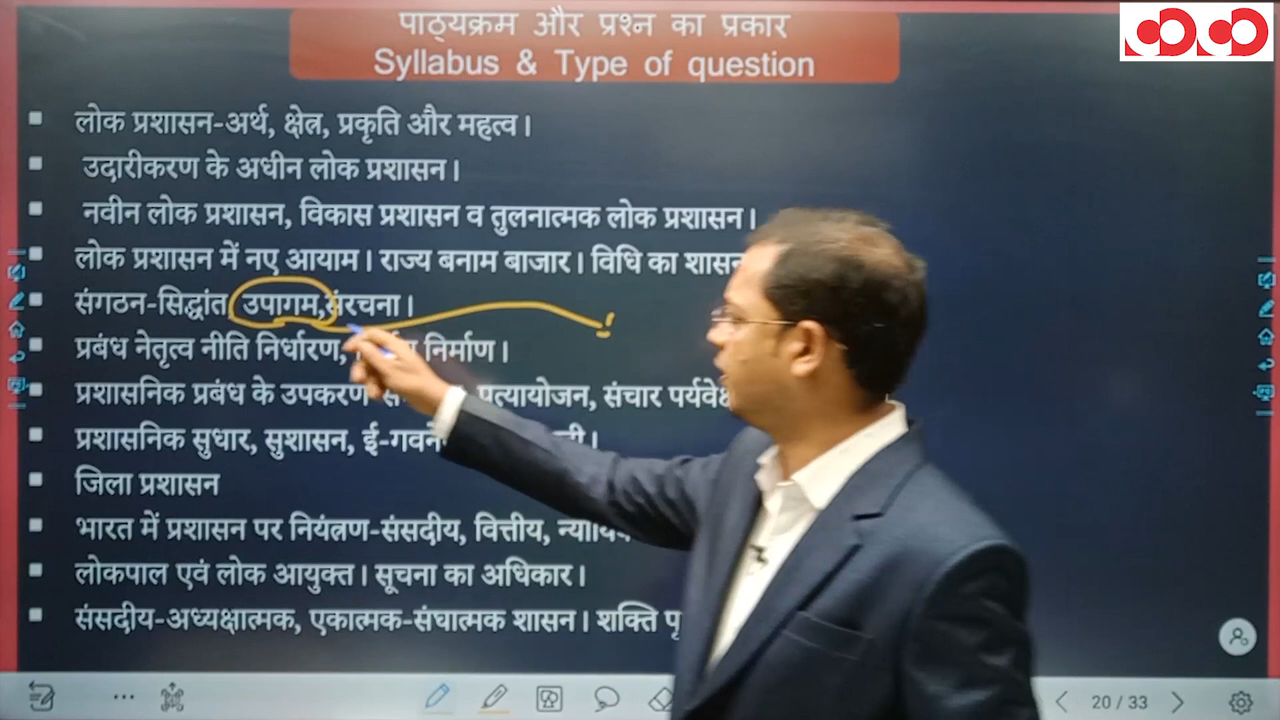 पाठ्यक्रम और प्रश्न का प्रकार
Syllabus & Type of question
लोक प्रशासन-अर्थ, क्षेत्र, प्रकृति और महत्व।
उदारीकरण के अधीन लोक प्रशासन।
नवीन लोक प्रशासन, विकास प्रशासन व तुलनात्मक लोक प्रशासन।
लोक प्रशासन में नए आयाम। राज्य बनाम बाजार। विधि का शासन
संगठन-सिद्धांत उपागम,संरचना।
प्रबंध नेतृत्व नीति निर्धारण, निर्माण।
प्रशासनिक प्रबंध के उपकरण प्रत्यायोजन, संचार
प्रशासनिक सुधार, सुशासन,
जिला प्रशासन
भारत में प्रशासन पर नियंत्रण-संसदीय, वित्तीय,
लोकपाल एवं लोक आयुक्त। सूचना का अधिकार।
संसदीय-अध्यक्षात्मक, एकात्मक-संघात्मक शासन। शक्ति
20 / 33